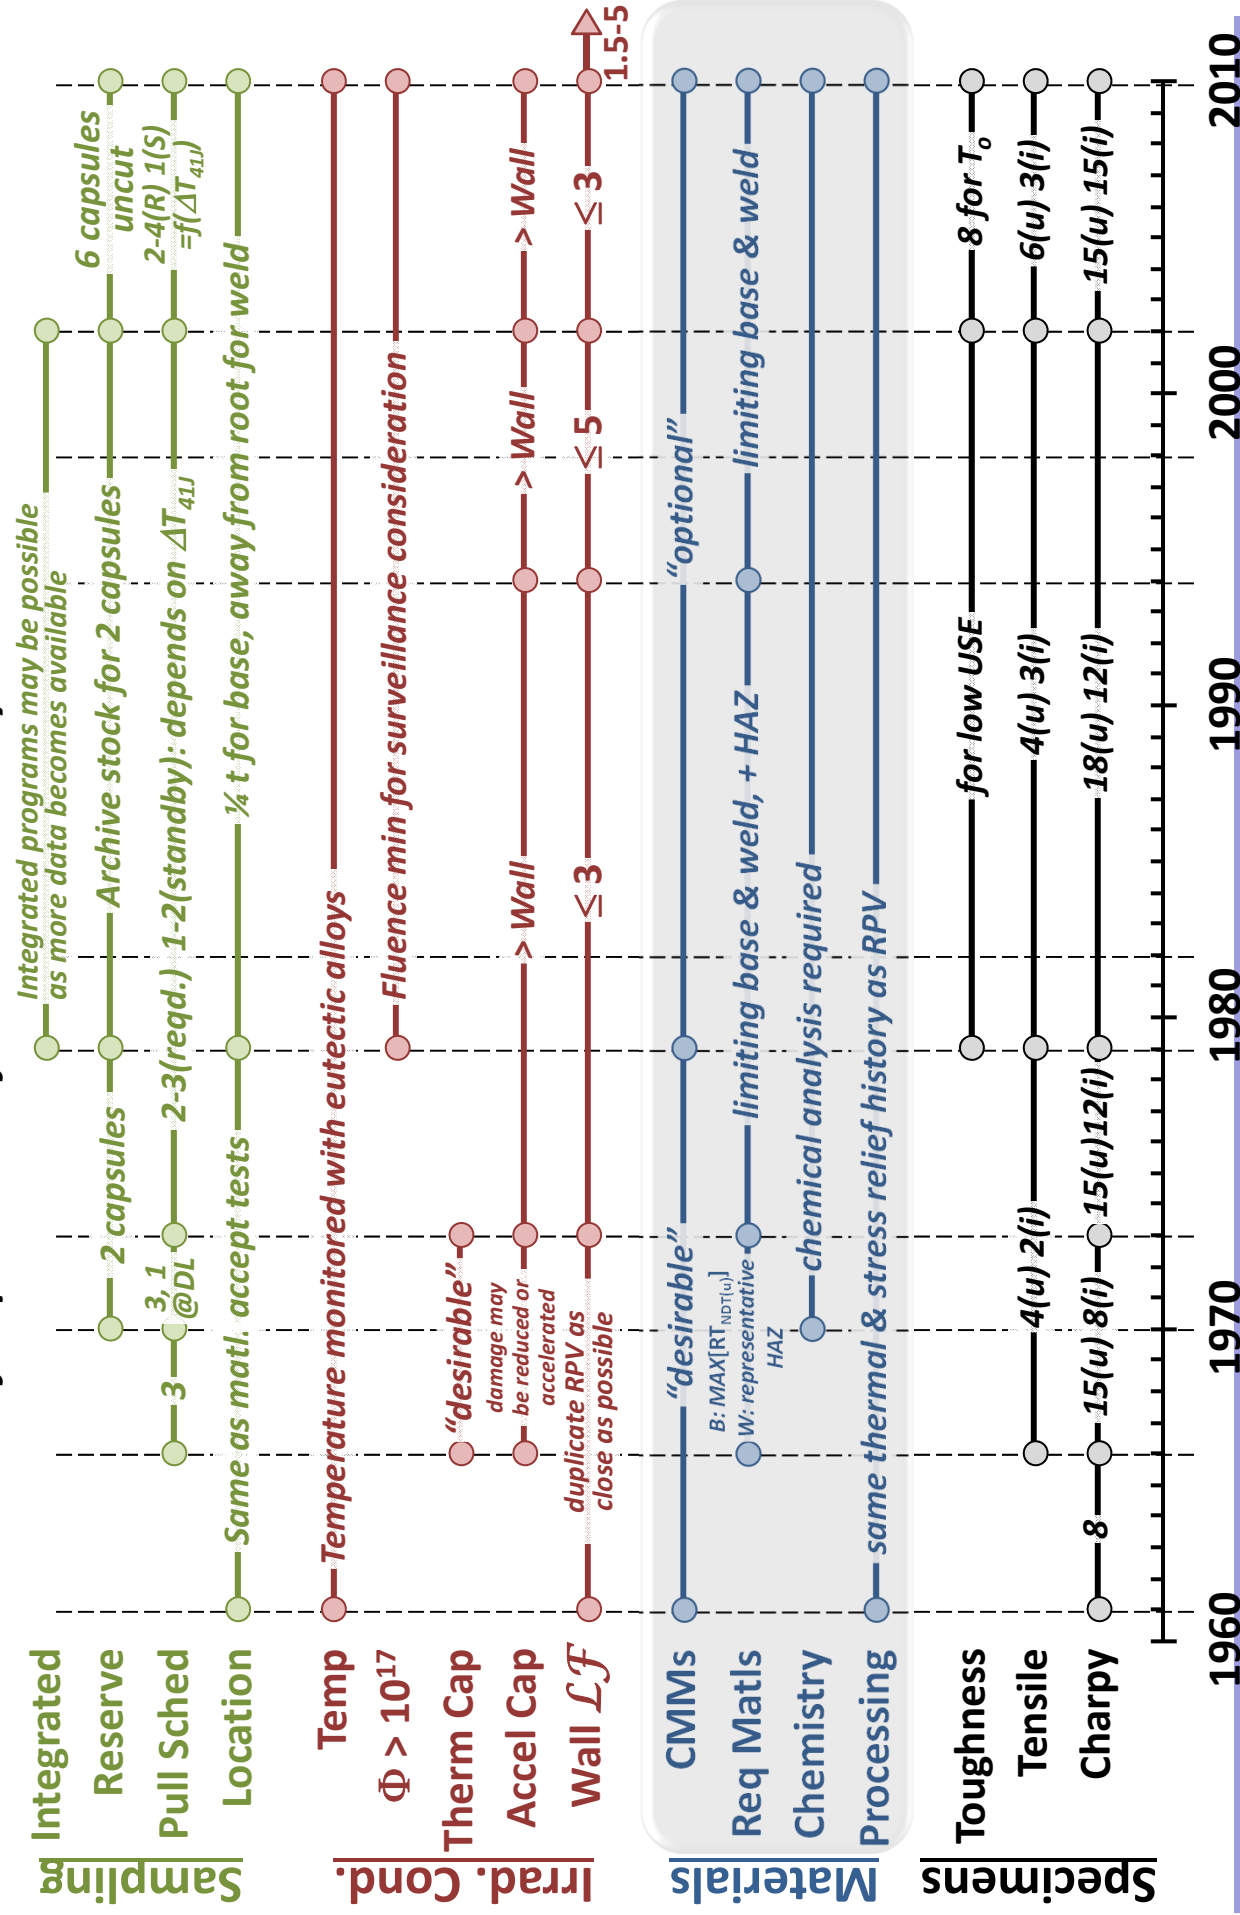 Sampling
Integrated
Integrated programs may be possible
as more data becomes available
Reserve
2 capsules
Archive stock for 2 capsules
6 capsules
uncut
Pull Sched
3
3, 1
@DL
2-3(reqd.) 1-2(standby): depends on ΔT41J
2-4(R) 1(S)
=f(ΔT41J)
Location
Same as matl. accept tests
¼ t for base, away from root for weld
Irrad. Cond.
Temp
Temperature monitored with eutectic alloys
Φ > 10^17
Fluence min for surveillance consideration
Therm Cap
“desirable”
Accel Cap
damage may
be reduced or
accelerated
> Wall
> Wall
> Wall
Wall ℒℱ
duplicate RPV as
close as possible
≤ 3
≤ 5
≤ 3
1.5-5
Materials
CMMs
“desirable”
“optional”
Req Matls
B: MAX[RTNDT(u)]
W: representative
HAZ
limiting base & weld, + HAZ
limiting base & weld
Chemistry
chemical analysis required
Processing
same thermal & stress relief history as RPV
Specimens
Toughness
for low USE
8 for To
Tensile
4(u) 2(i)
4(u) 3(i)
6(u) 3(i)
Charpy
8
15(u) 8(i)
15(u)12(i)
18(u) 12(i)
15(u) 15(i)
1960
1970
1980
1990
2000
2010